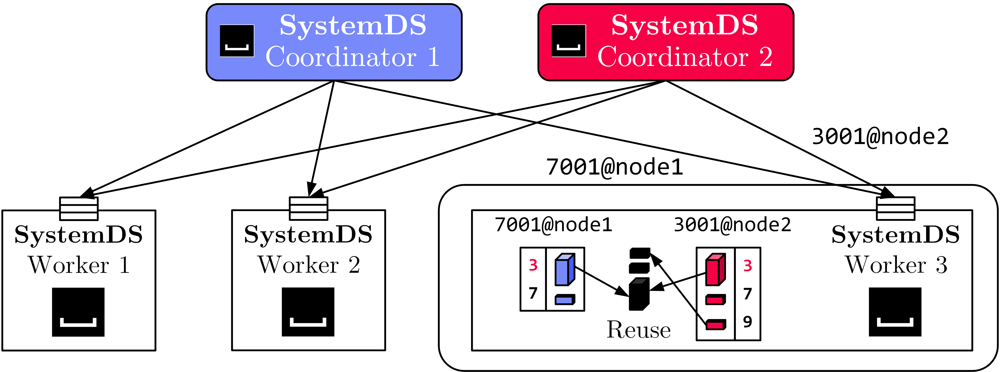 SystemDS
Coordinator 1
SystemDS
Coordinator 2
3001@node2
7001@node1
SystemDS
Worker 1
SystemDS
Worker 2
7001@node1
3
7
Reuse
3001@node2
3
7
9
SystemDS
Worker 3